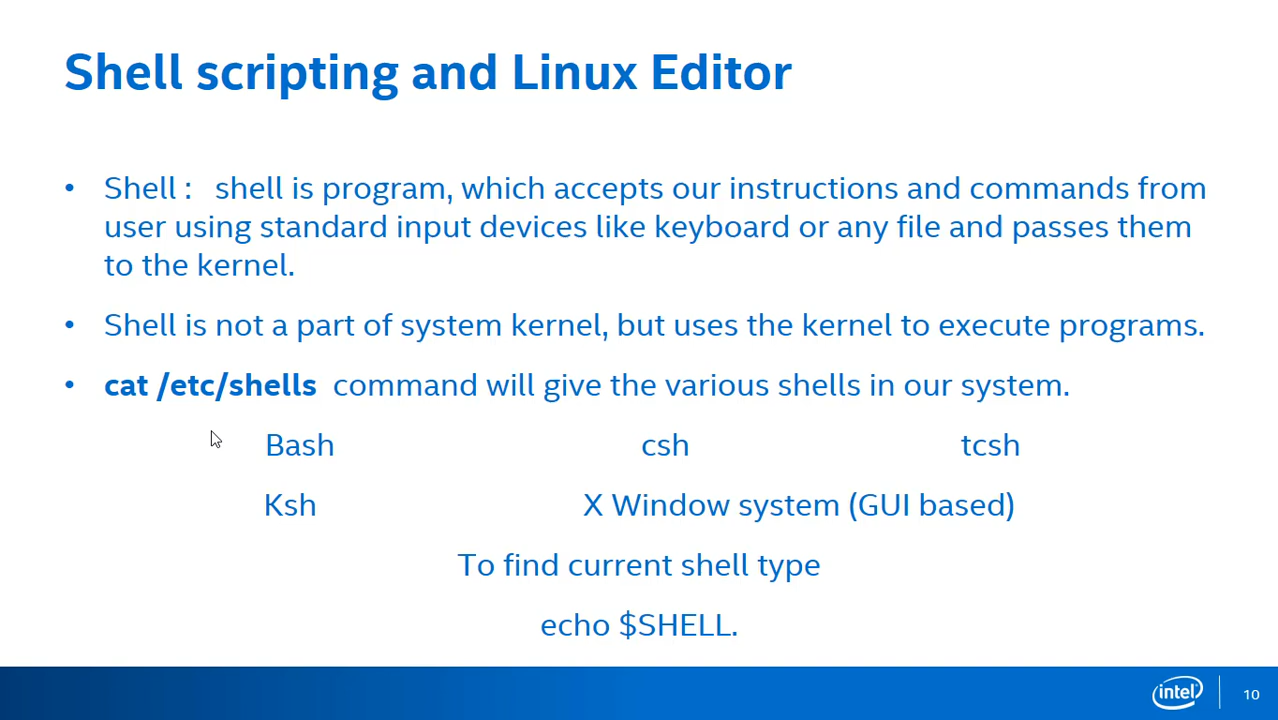 Shell scripting and Linux Editor
• Shell : shell is program, which accepts our instructions and commands from
user using standard input devices like keyboard or any file and passes them
to the kernel.
• Shell is not a part of system kernel, but uses the kernel to execute programs.
• cat /etc/shells command will give the various shells in our system.
Bash csh tcsh
Ksh X Window system (GUI based)
To find current shell type
echo $SHELL.
intel 10